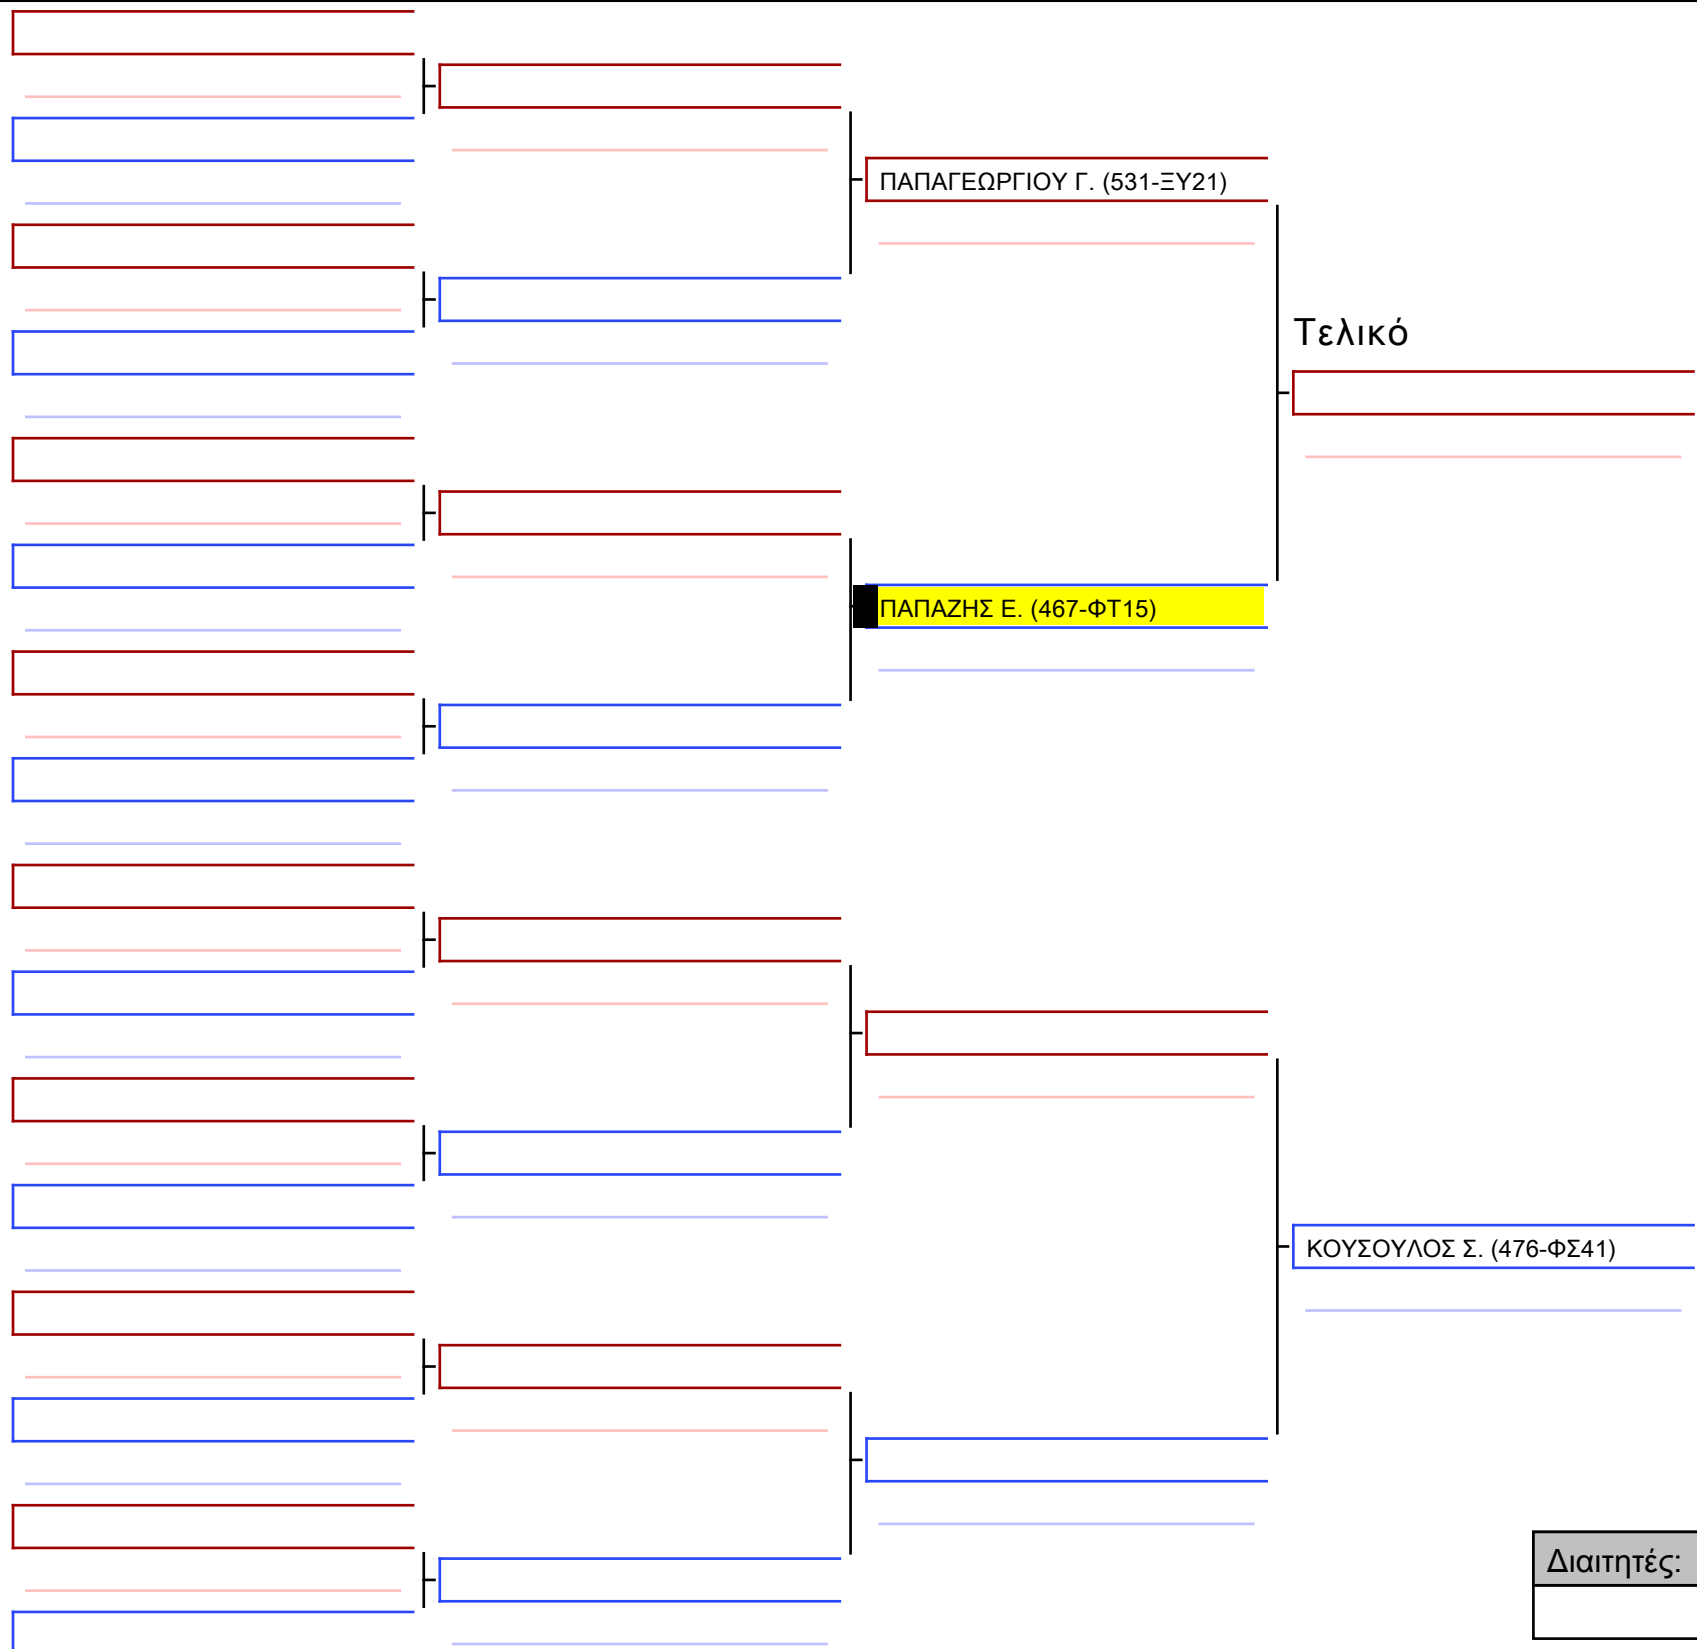 ΠΑΠΑΓΕΩΡΓΙΟΥ Γ. (531-ΞΥ21)
Τελικό
ΠΑΠΑΖΗΣ Ε. (467-ΦΤ15)
ΚΟΥΣΟΥΛΟΣ Σ. (476-ΦΣ41)
Διαιτητές: